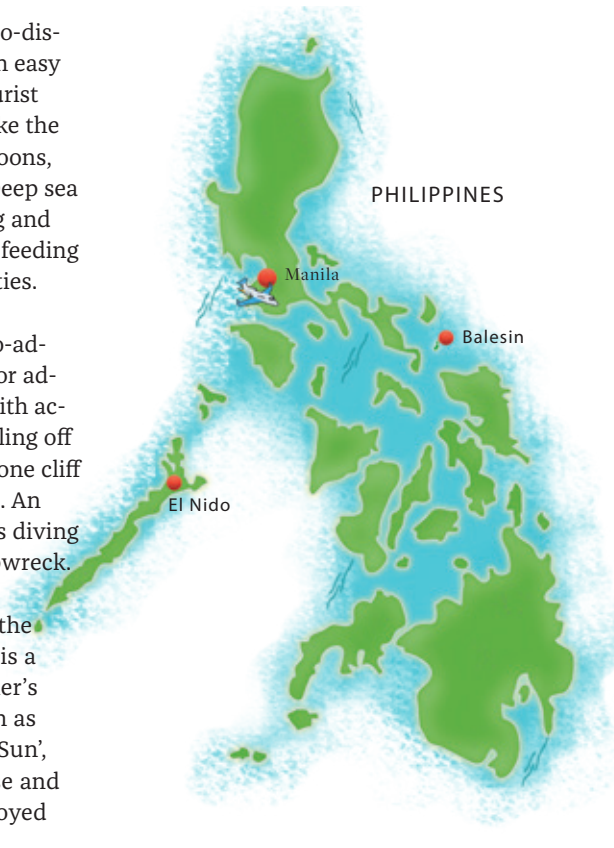 o-dis-
n easy
urist
ke the
oons,
eep sea
g and
feeding
ties.
o-ad-
or ad-
ith ac-
ling off
one cliff
. An
s diving
owreck.
the
is a
er's
n as
Sun',
e and
oyed
PHILIPPINES
Manila
Balesin
El Nido